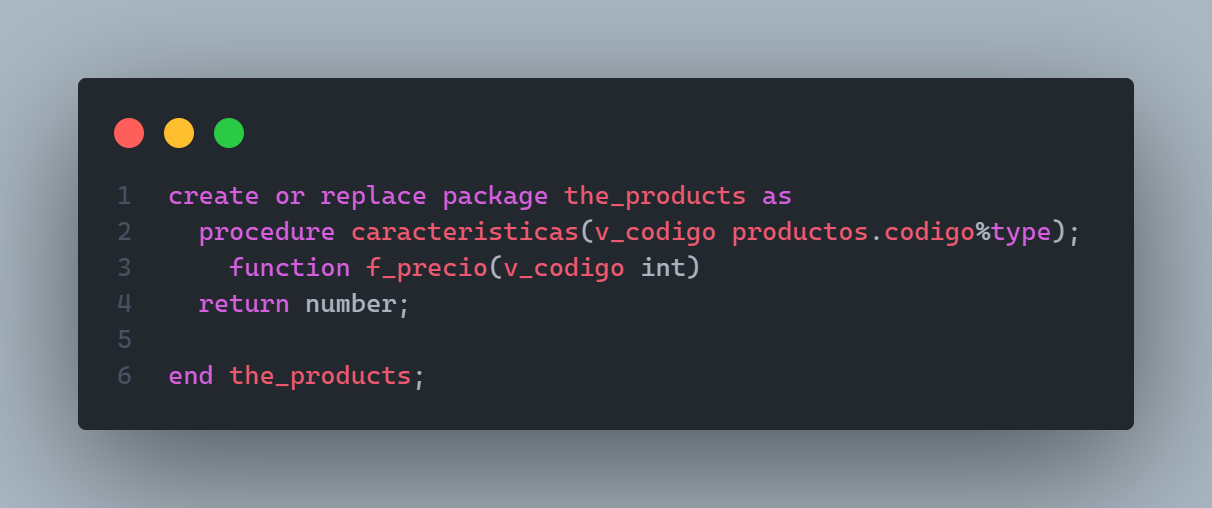 1 create or replace package the_products as
2 procedure caracteristicas(v_codigo productos.codigo%type);
3 function f_precio(v_codigo int)
4 return number;
5
6 end the_products;